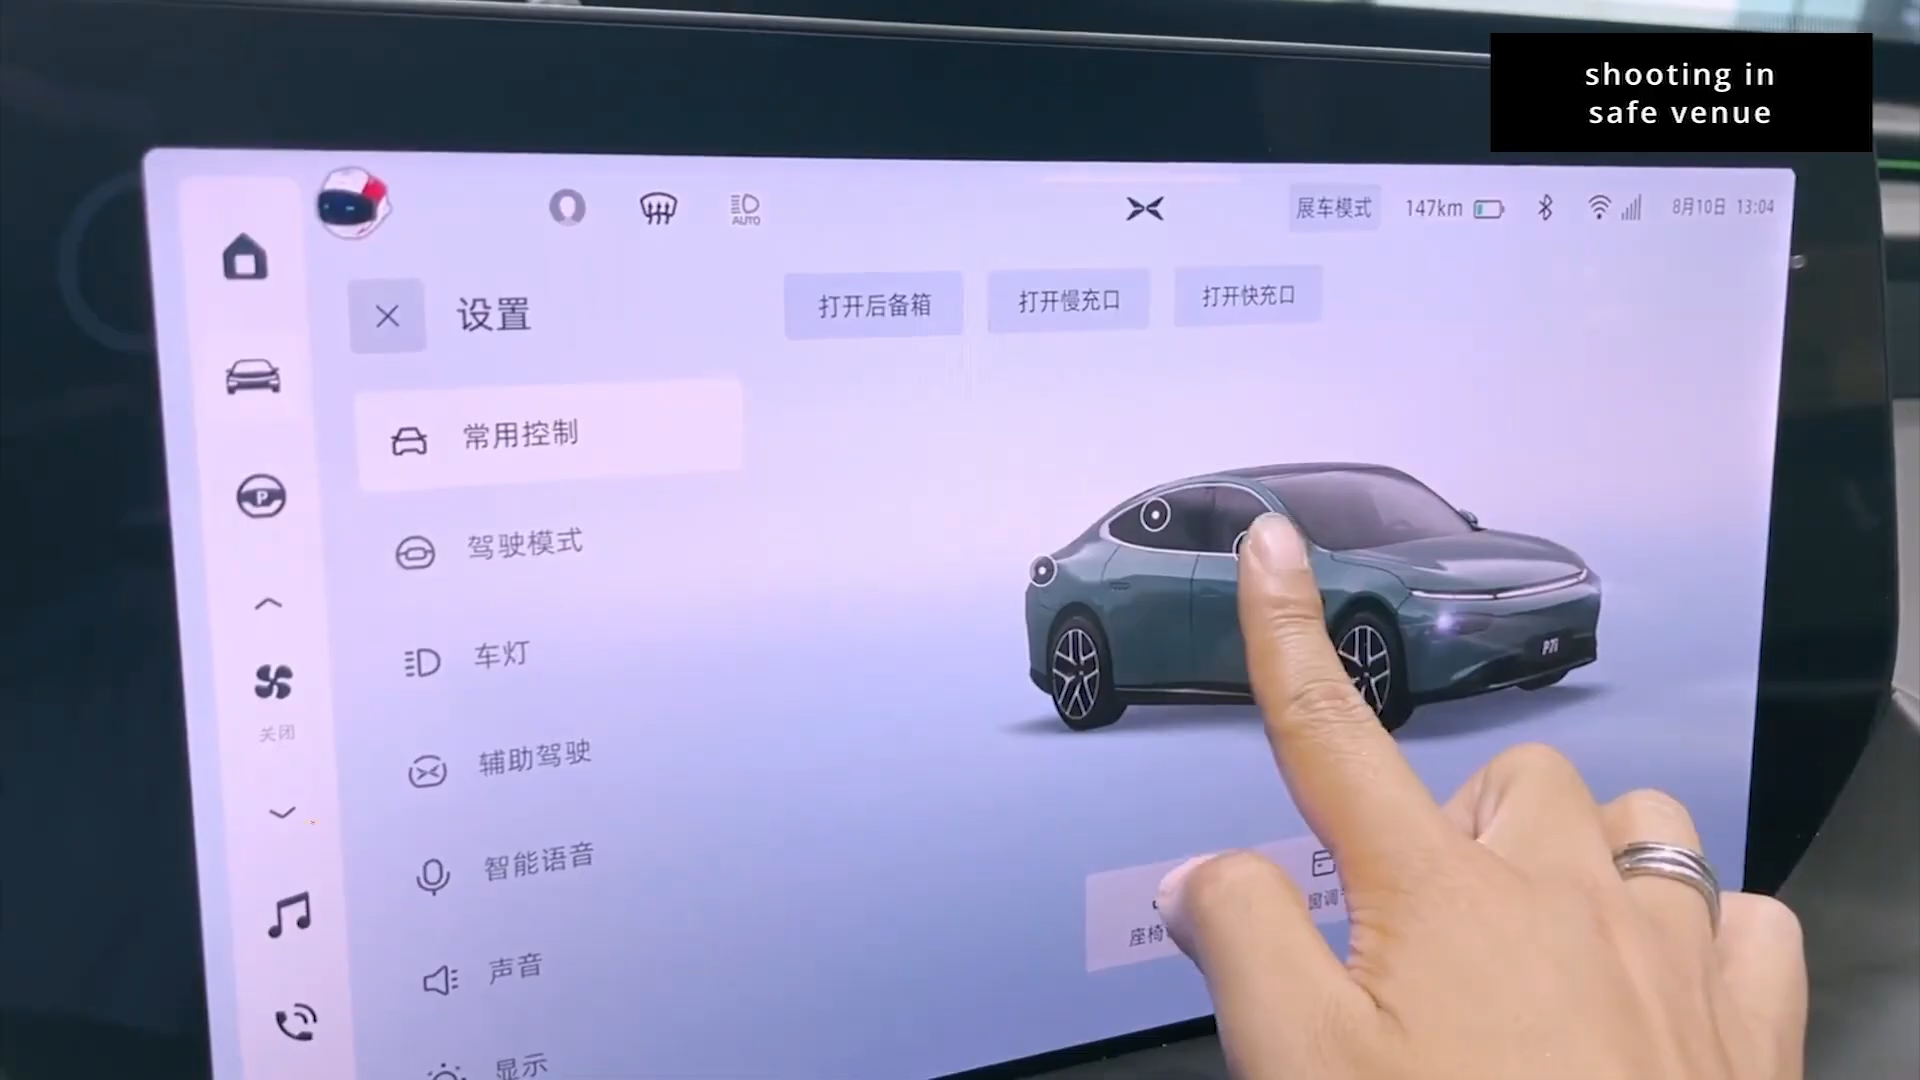 shooting in
safe venue
AUTO
展车模式
147km
8月10日 13:04
设置
打开后备箱
打开慢充口
打开快充口
常用控制
P
驾驶模式
车灯
P7i
关闭
辅助驾驶
智能语音
座椅
声音
显示